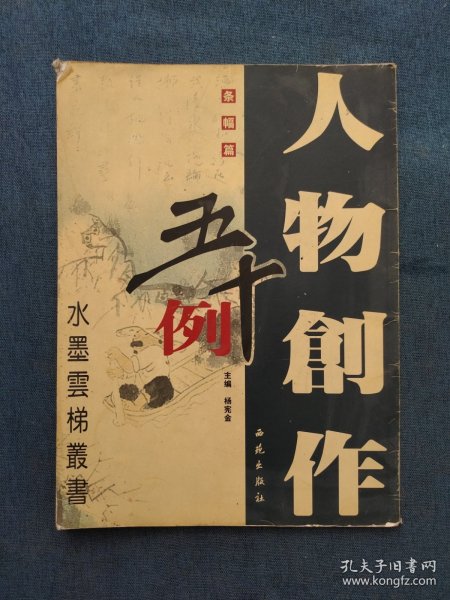 人物創作
五十例
条幅篇
主编 杨宪金
西苑出版社
水墨雲梯叢書
孔夫子旧书网
www.kongfz.com